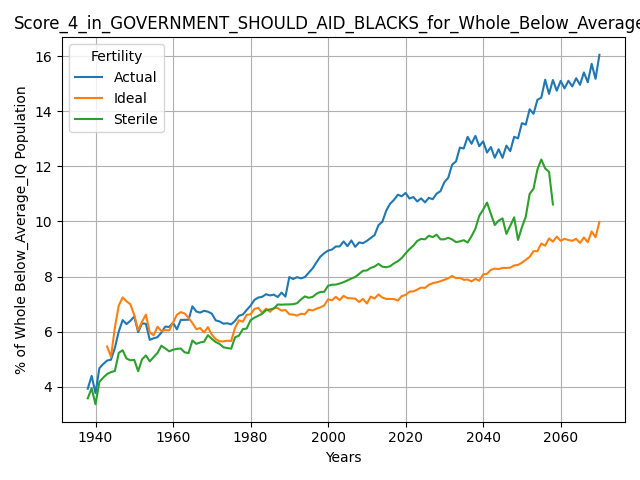 Score_4_in_GOVERNMENT_SHOULD_AID_BLACKS_for_Whole_Below_Average
Fertility
Actual
Ideal
Sterile
% of Whole Below_Average_IQ Population
16
14
12
10
8
6
4
1940 1960 1980 2000 2020 2040 2060
Years